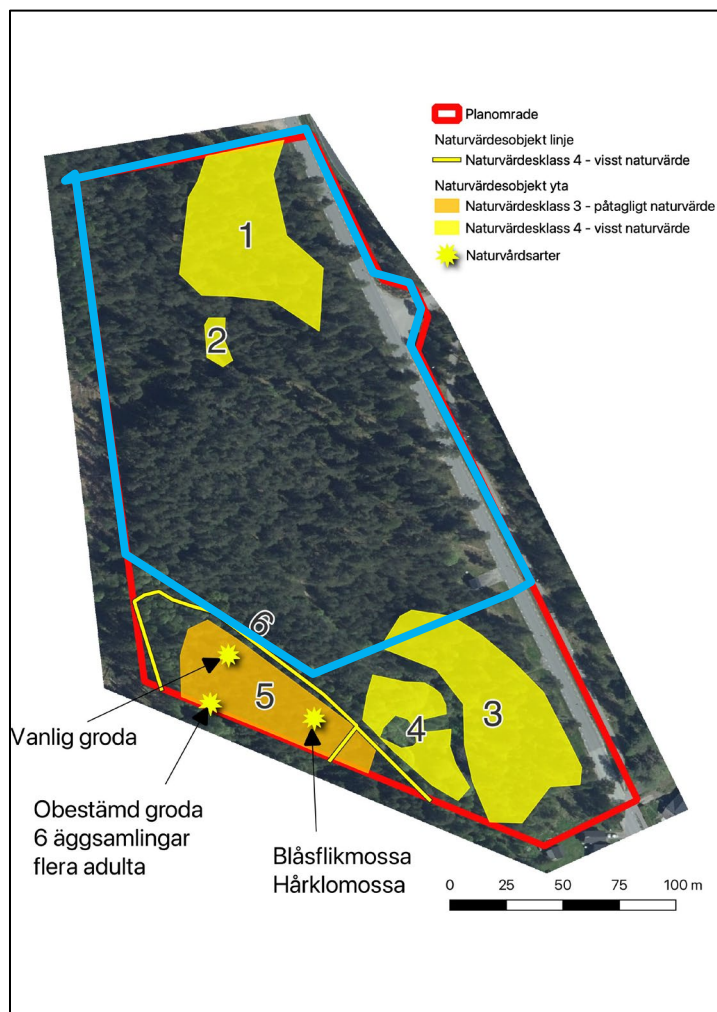 Planomrade
Naturvärdesobjekt linje
Naturvärdesklass 4 - visst naturvärde
Naturvärdesobjekt yta
Naturvärdesklass 3 - påtagligt naturvärde
Naturvärdesklass 4 - visst naturvärde
Naturvårdsarter
1
2
6
5
4
3
Vanlig groda
Obestämd groda
6 äggsamlingar
flera adulta
Blåsflikmossa
Hårklomossa
0 25 50 75 100 m